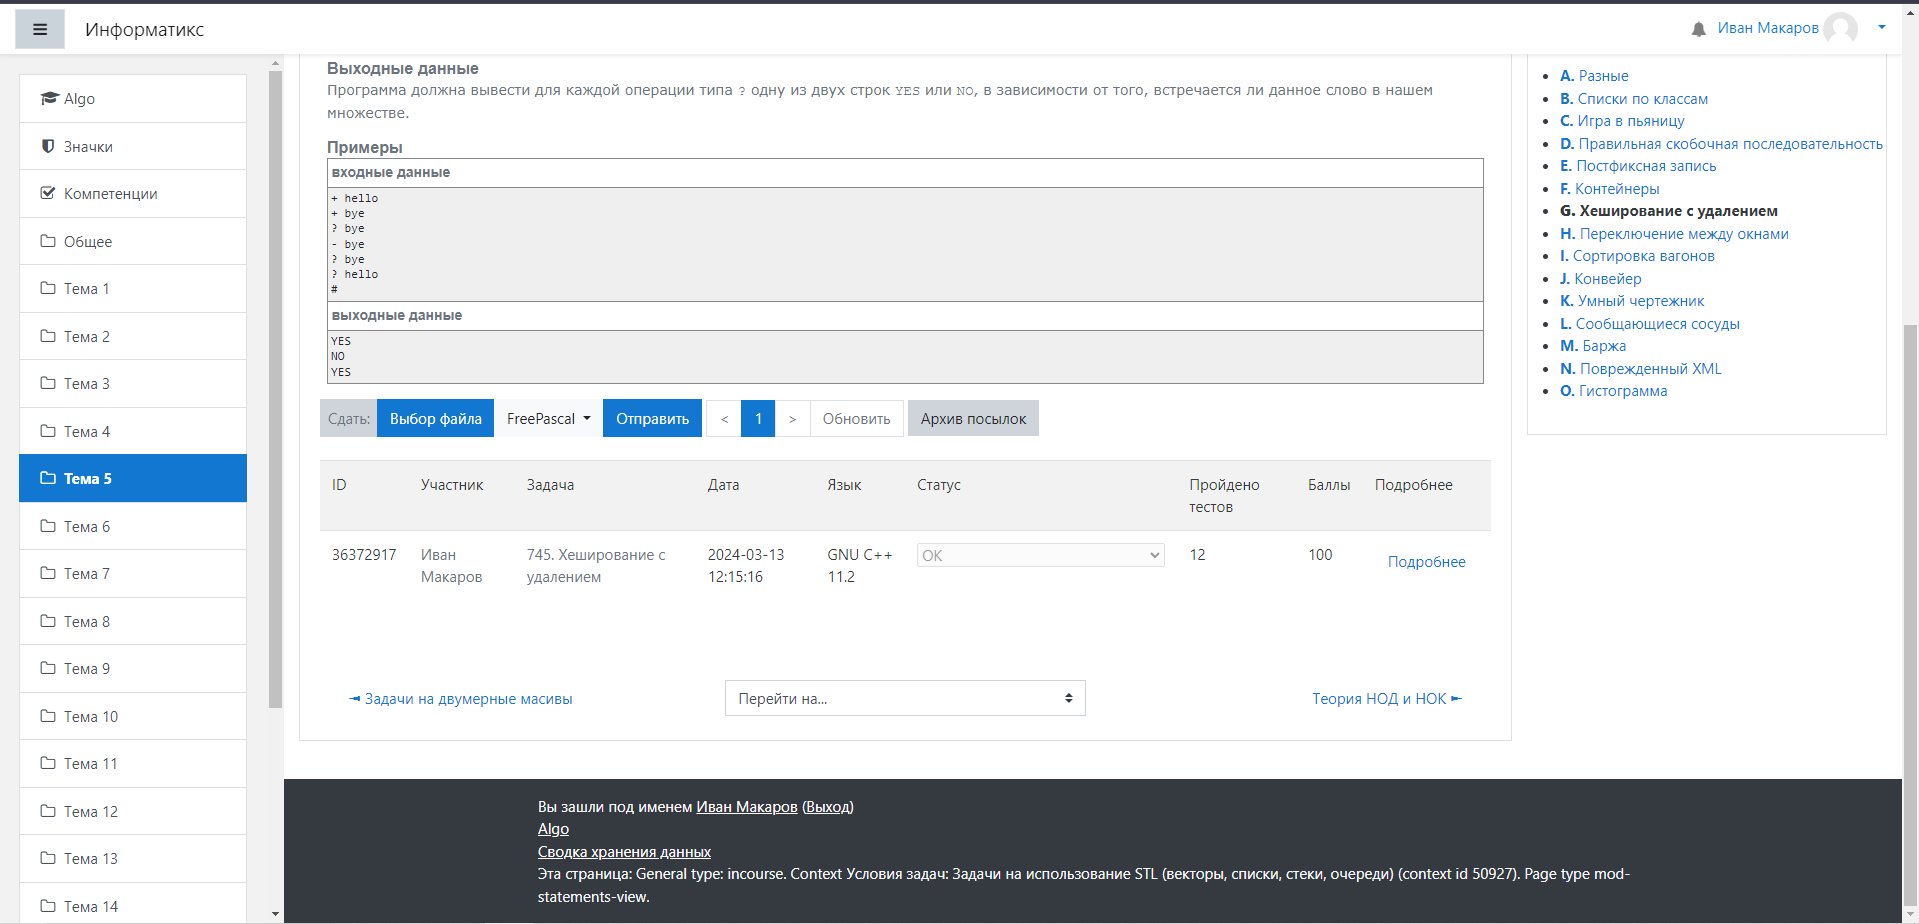 Информатикс
Иван Макаров
Algo
Значки
Компетенции
Общее
Тема 1
Тема 2
Тема 3
Тема 4
Тема 5
Тема 6
Тема 7
Тема 8
Тема 9
Тема 10
Тема 11
Тема 12
Тема 13
Тема 14
Выходные данные
Программа должна вывести для каждой операции типа ? одну из двух строк YES или NO, в зависимости от того, встречается ли данное слово в нашем
множестве.
Примеры
входные данные
+ hello
+ bye
? bye
- bye
? bye
? hello
#
выходные данные
YES
NO
YES
Сдать: Выбор файла FreePascal Отправить < 1 > Обновить Архив посылок
ID Участник Задача Дата Язык Статус Пройдено тестов Баллы Подробнее
36372917 Иван Макаров 745. Хеширование с удалением 2024-03-13 12:15:16 GNU C++ 11.2 OK 12 100 Подробнее
◄ Задачи на двумерные масивы
Перейти на...
Теория НОД и НОК ►
A. Разные
B. Списки по классам
C. Игра в пьяницу
D. Правильная скобочная последовательность
E. Постфиксная запись
F. Контейнеры
G. Хеширование с удалением
H. Переключение между окнами
I. Сортировка вагонов
J. Конвейер
K. Умный чертежник
L. Сообщающиеся сосуды
M. Баржа
N. Поврежденный XML
O. Гистограмма
Вы зашли под именем Иван Макаров (Выход)
Algo
Сводка хранения данных
Эта страница: General type: incourse. Context Условия задач: Задачи на использование STL (векторы, списки, стеки, очереди) (context id 50927). Page type mod-
statements-view.